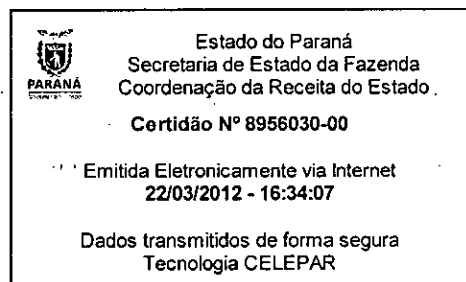 Estado do Paraná
Secretaria de Estado da Fazenda
Coordenação da Receita do Estado
PARANÁ
Certidão Nº 8956030-00
Emitida Eletronicamente via Internet
22/03/2012 - 16:34:07
Dados transmitidos de forma segura
Tecnologia CELEPAR